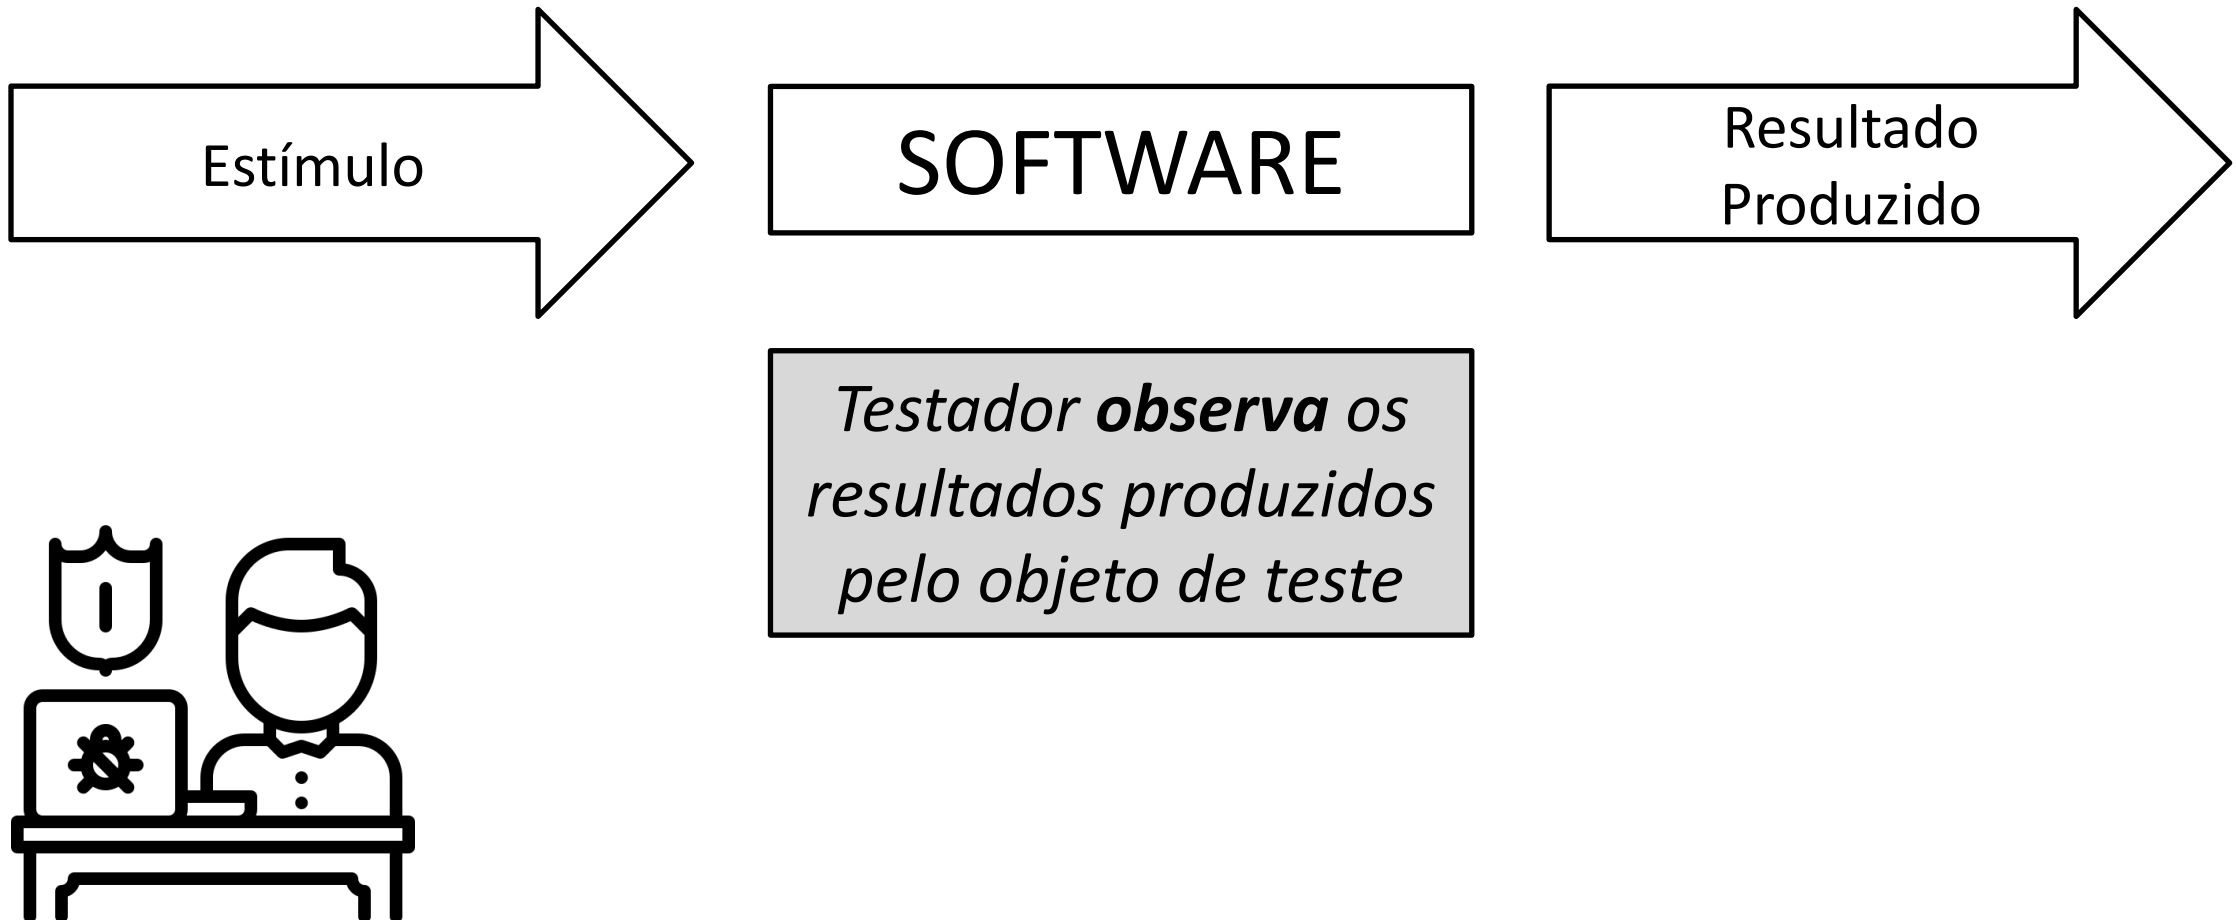 Estímulo
SOFTWARE
Resultado
Produzido
Testador observa os
resultados produzidos
pelo objeto de teste